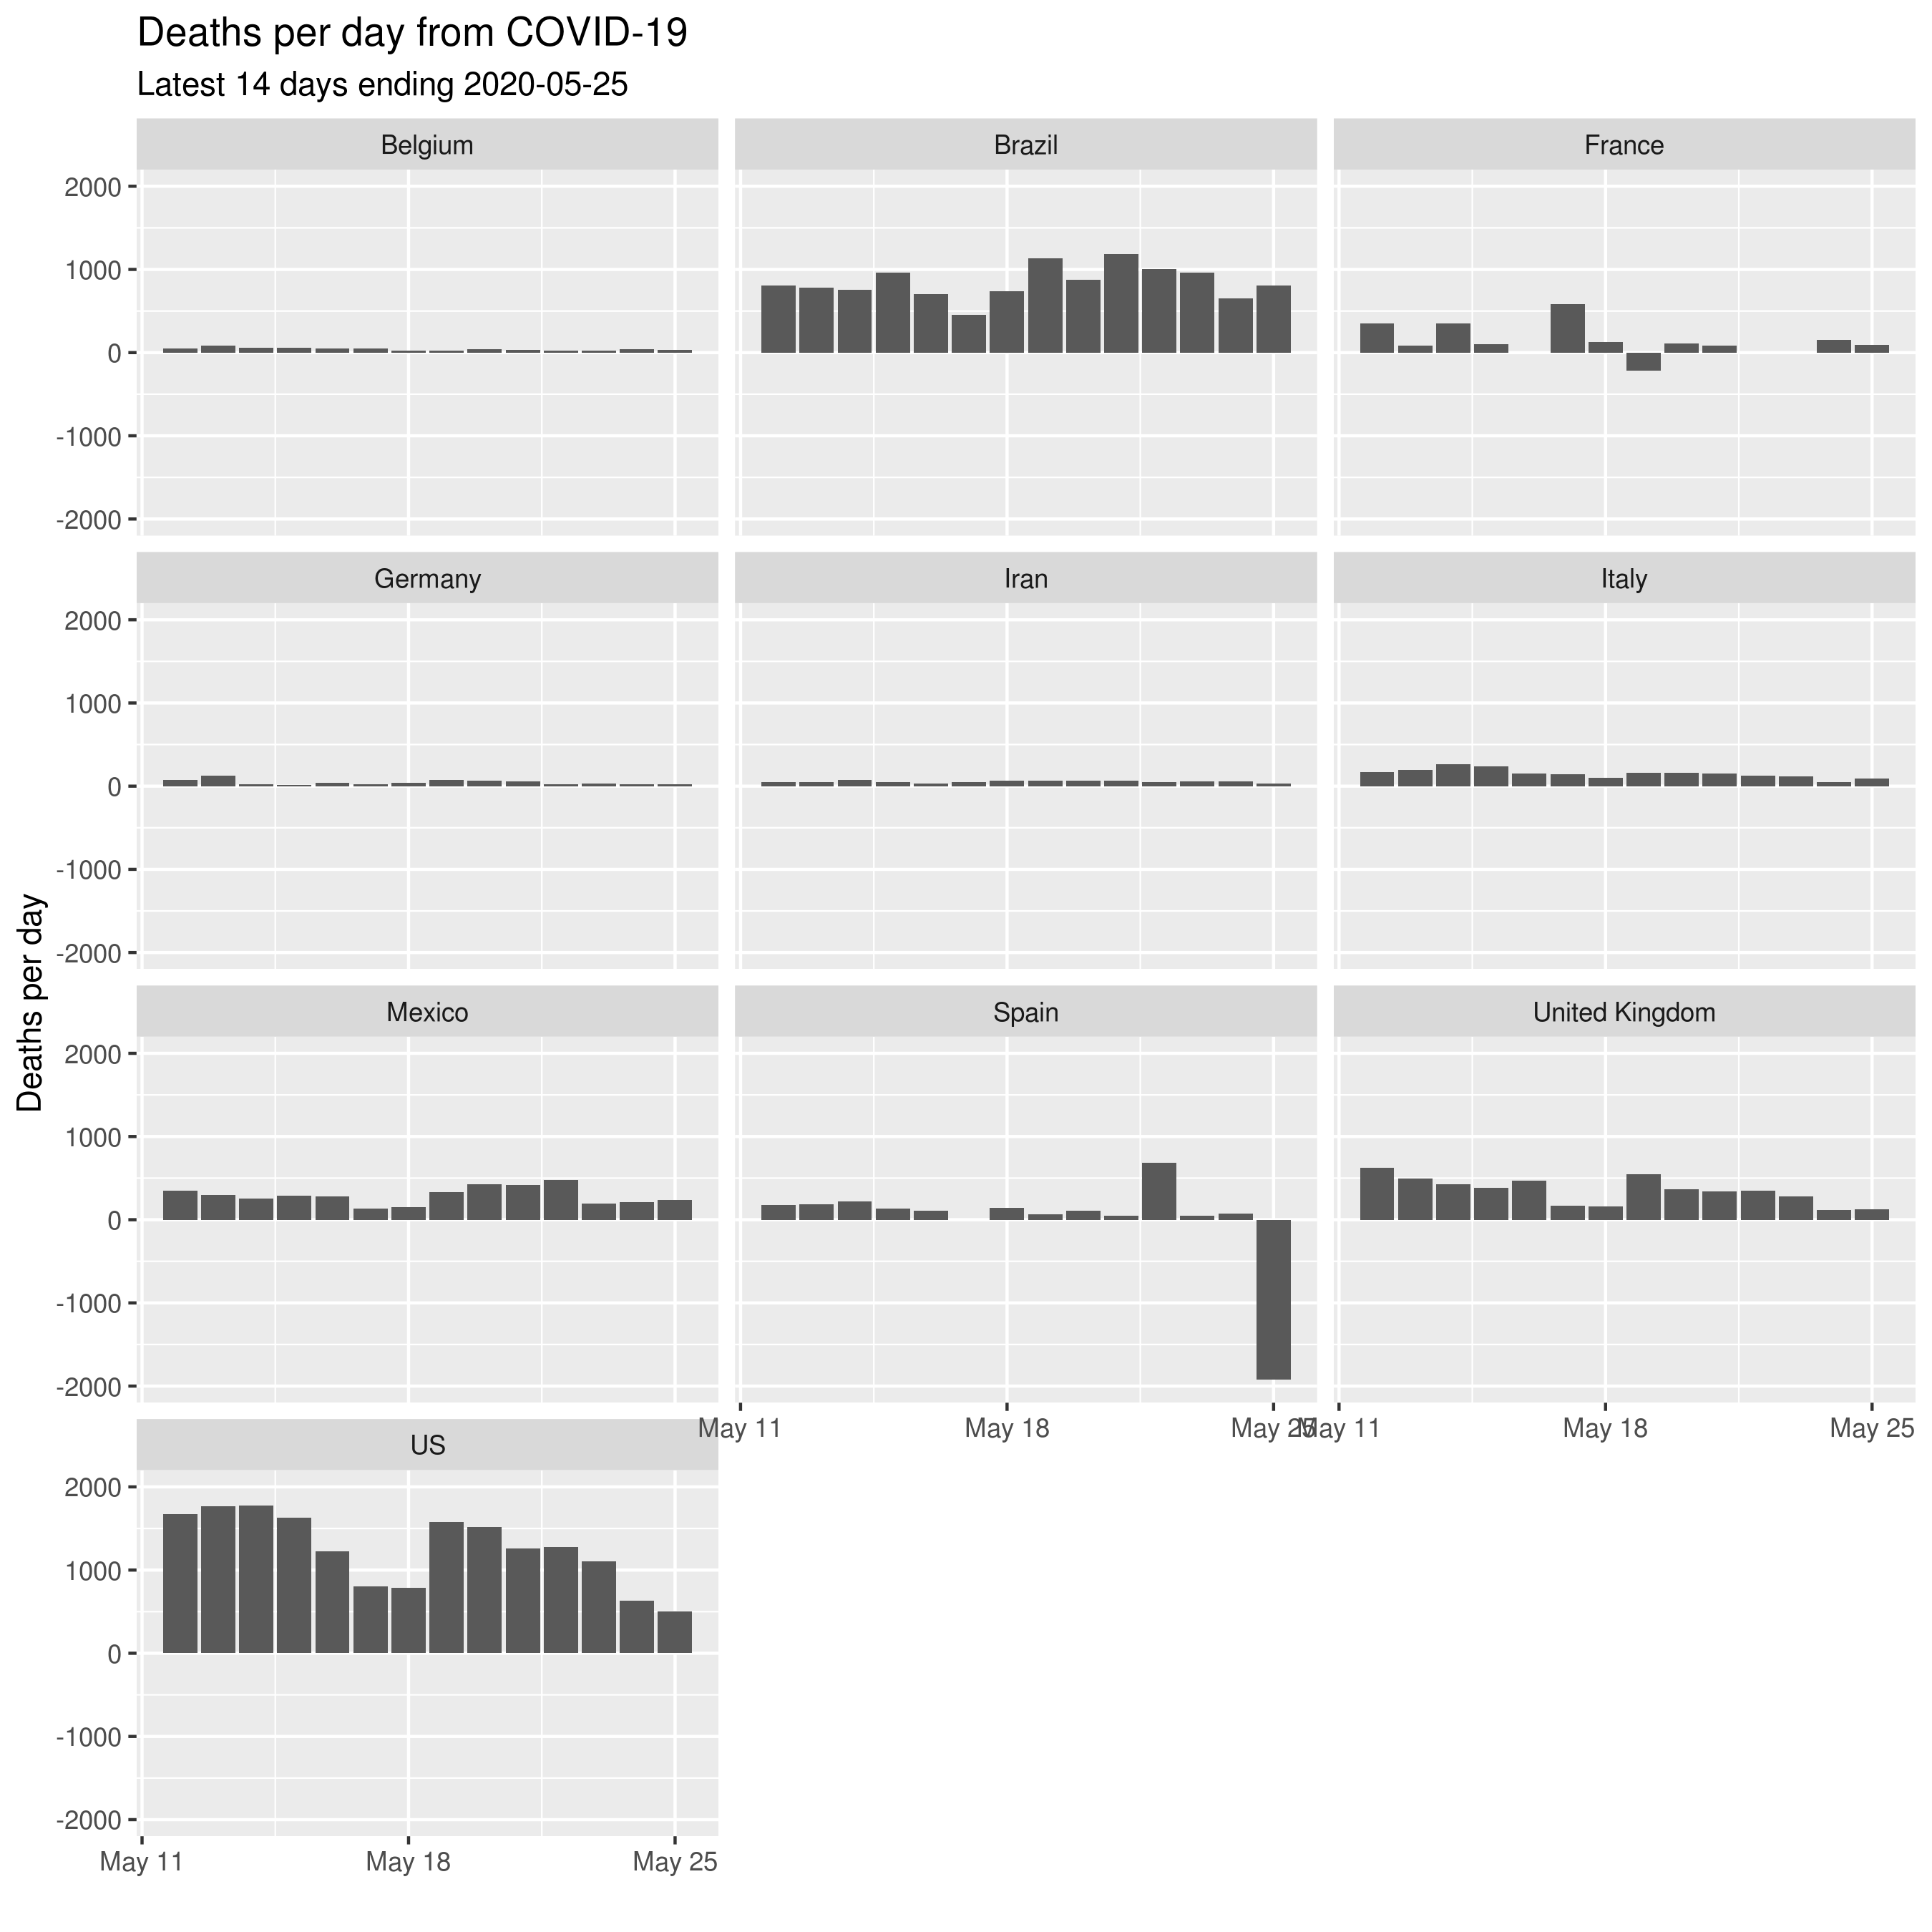 Deaths per day from COVID-19
Latest 14 days ending 2020-05-25
Belgium Brazil France
2000
1000
0
-1000
-2000
Germany Iran Italy
2000
1000
0
-1000
-2000
Deaths per day
Mexico Spain United Kingdom
2000
1000
0
-1000
-2000
May 11 May 18 May 25 May 11 May 18 May 25
US
2000
1000
0
-1000
-2000
May 11 May 18 May 25